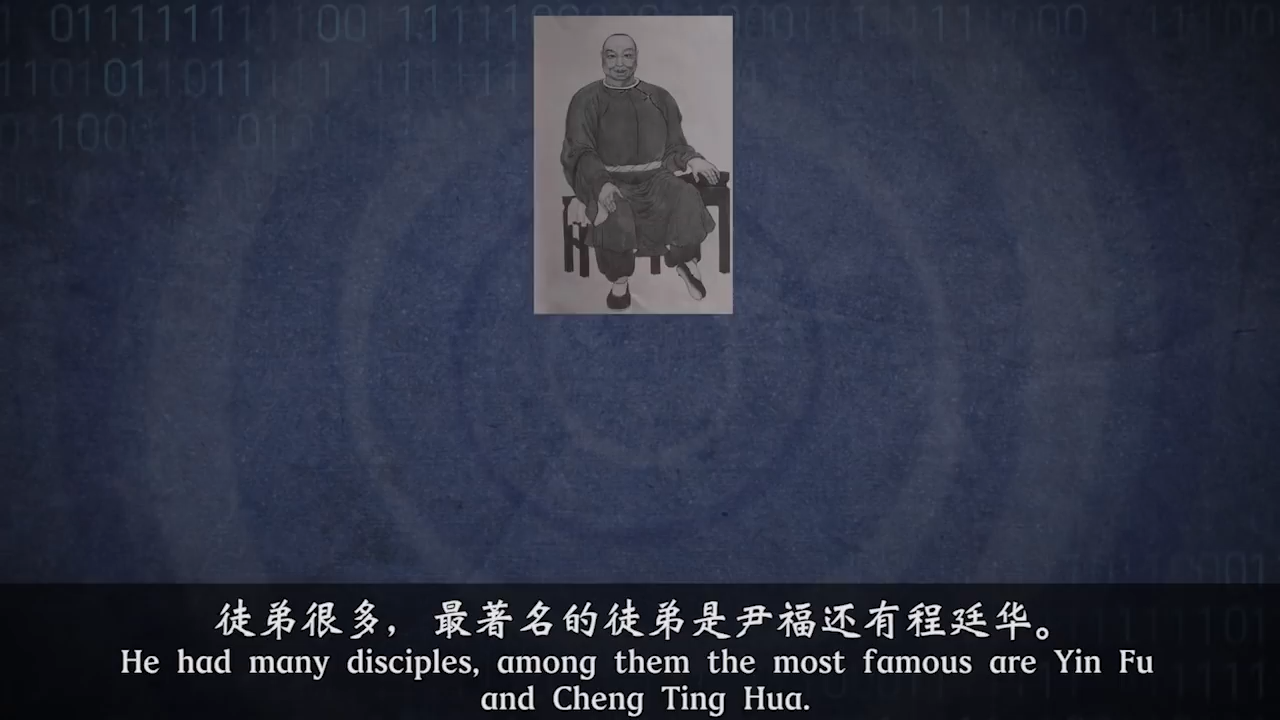 徒弟很多，最著名的徒弟是尹福还有程廷华。
He had many disciples, among them the most famous are Yin Fu
and Cheng Ting Hua.